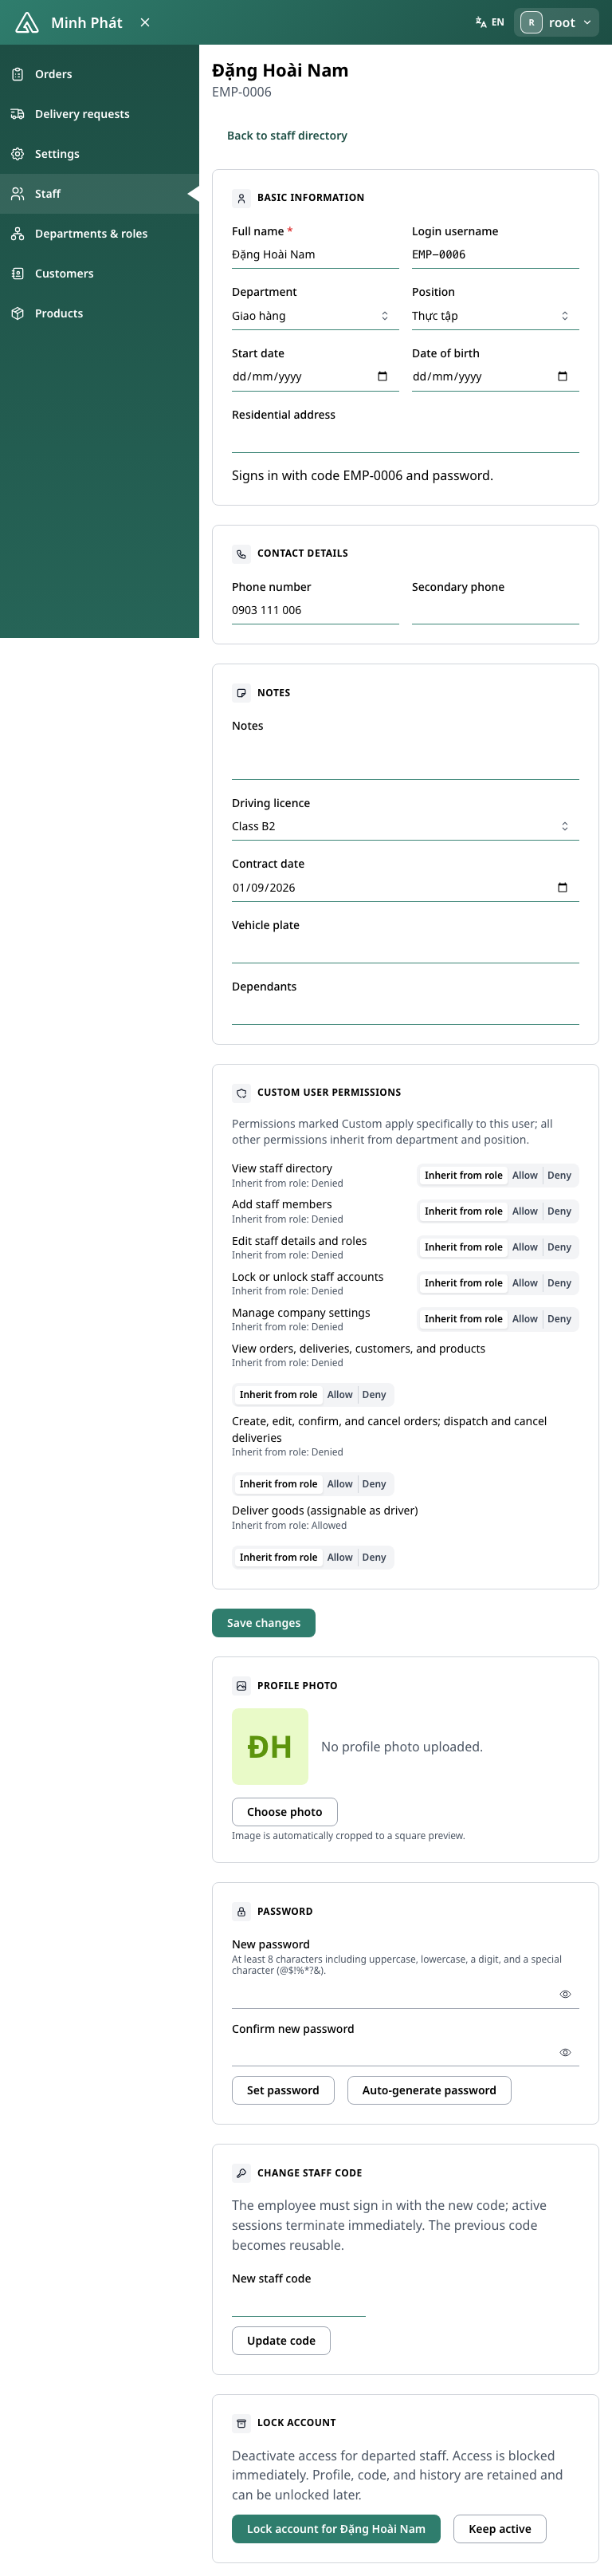 Minh Phát
EN
R
root
Orders
Delivery requests
Settings
Staff
Departments & roles
Customers
Products
Đặng Hoài Nam
EMP-0006
Back to staff directory
BASIC INFORMATION
Full name *
Login username
Đặng Hoài Nam
EMP-0006
Department
Position
Giao hàng
Thực tập
Start date
Date of birth
dd/mm/yyyy
dd/mm/yyyy
Residential address
Signs in with code EMP-0006 and password.
CONTACT DETAILS
Phone number
Secondary phone
0903 111 006
NOTES
Notes
Driving licence
Class B2
Contract date
01/09/2026
Vehicle plate
Dependants
CUSTOM USER PERMISSIONS
Permissions marked Custom apply specifically to this user; all
other permissions inherit from department and position.
View staff directory
Inherit from role: Denied
Inherit from role Allow Deny
Add staff members
Inherit from role: Denied
Inherit from role Allow Deny
Edit staff details and roles
Inherit from role: Denied
Inherit from role Allow Deny
Lock or unlock staff accounts
Inherit from role: Denied
Inherit from role Allow Deny
Manage company settings
Inherit from role: Denied
Inherit from role Allow Deny
View orders, deliveries, customers, and products
Inherit from role: Denied
Inherit from role Allow Deny
Create, edit, confirm, and cancel orders; dispatch and cancel
deliveries
Inherit from role: Denied
Inherit from role Allow Deny
Deliver goods (assignable as driver)
Inherit from role: Allowed
Inherit from role Allow Deny
Save changes
PROFILE PHOTO
ĐH
No profile photo uploaded.
Choose photo
Image is automatically cropped to a square preview.
PASSWORD
New password
At least 8 characters including uppercase, lowercase, a digit, and a special
character (@$!%*?&).
Confirm new password
Set password
Auto-generate password
CHANGE STAFF CODE
The employee must sign in with the new code; active
sessions terminate immediately. The previous code
becomes reusable.
New staff code
Update code
LOCK ACCOUNT
Deactivate access for departed staff. Access is blocked
immediately. Profile, code, and history are retained and
can be unlocked later.
Lock account for Đặng Hoài Nam
Keep active